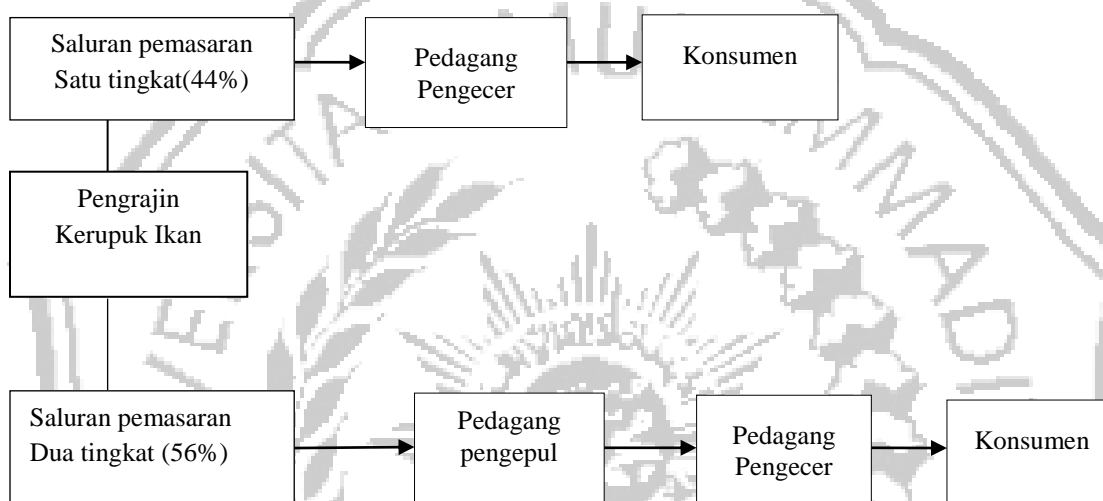 Saluran pemasaran
Satu tingkat(44%)
Pedagang
Pengecer
Konsumen
Pengrajin
Kerupuk Ikan
Saluran pemasaran
Dua tingkat (56%)
Pedagang
pengepul
Pedagang
Pengecer
Konsumen